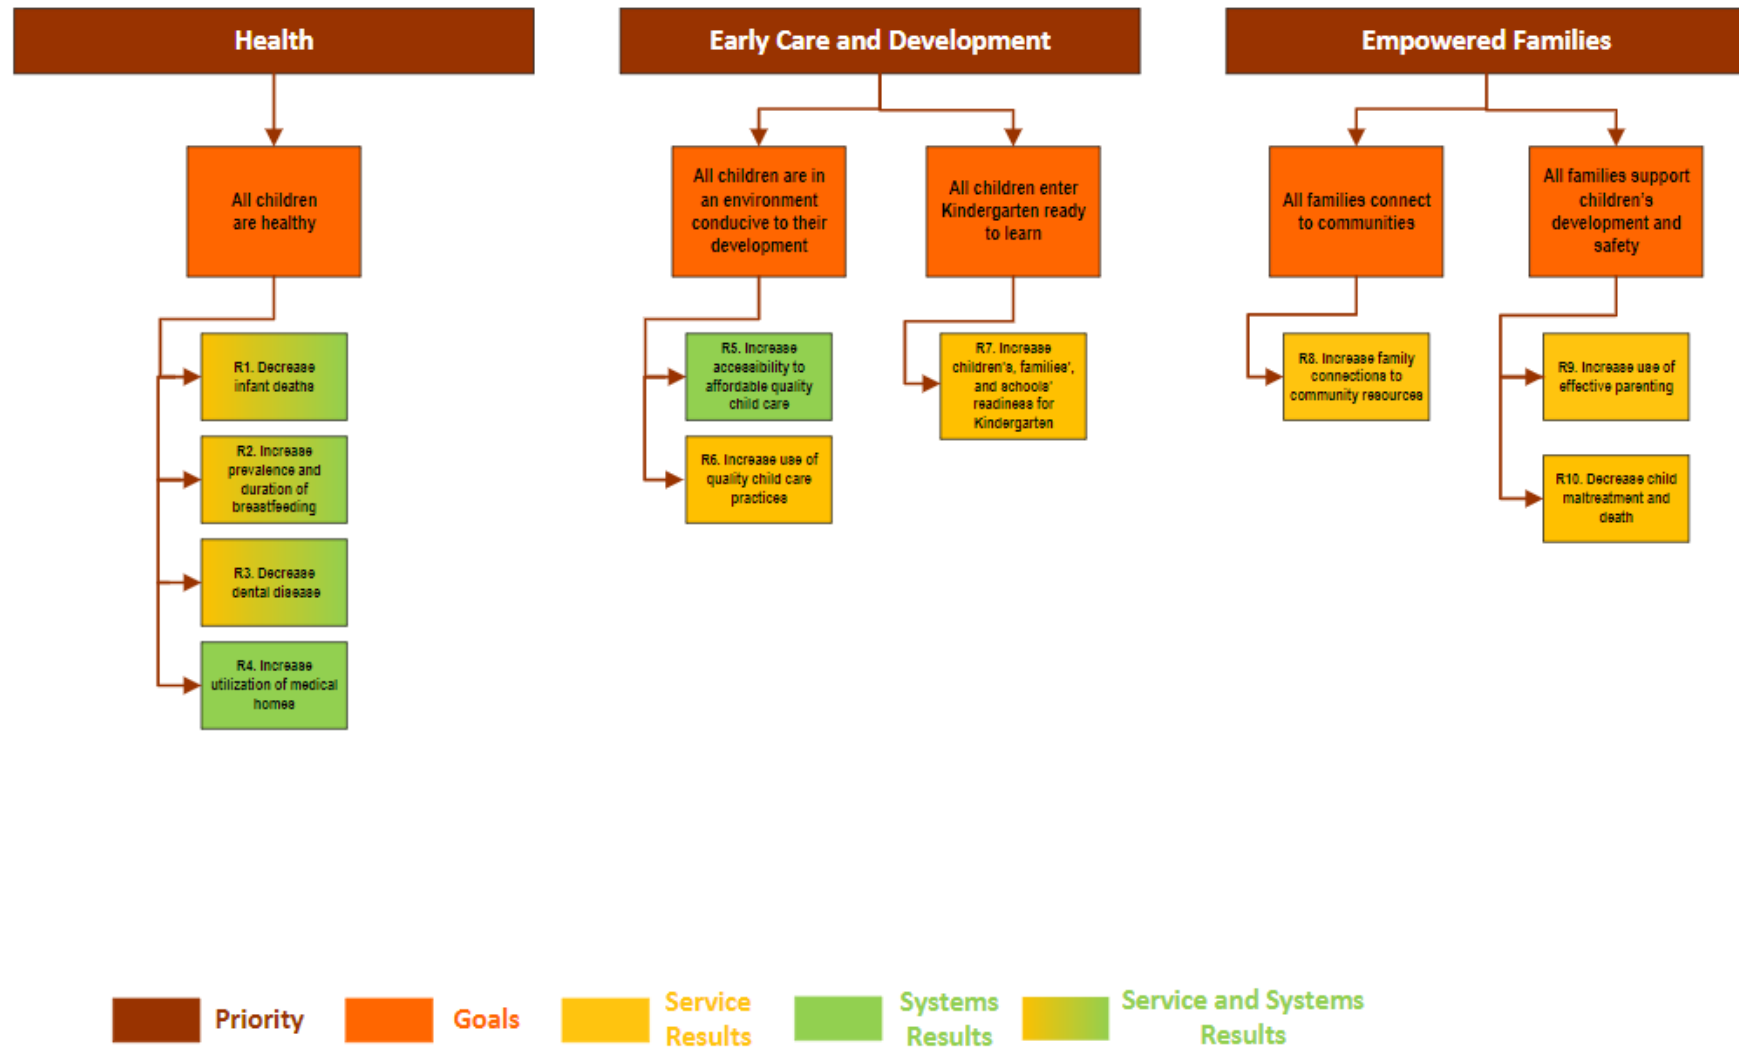 Health
Early Care and Development
Empowered Families
All children
are healthy
All children are in
an environment
conducive to their
development
All children enter
Kindergarten ready
to learn
All families connect
to communities
All families support
children's
development and
safety
R1. Decrease
infant deaths
R2. Increase
prevalence and
duration of
breastfeeding
R3. Decrease
dental disease
R4. Increase
utilization of medical
homes
R5. Increase
accessibility to
affordable quality
child care
R6. Increase use of
quality child care
practices
R7. Increase
children's, families',
and schools'
readiness for
Kindergarten
R8. Increase family
connections to
community resources
R9. Increase use of
effective parenting
R10. Decrease child
maltreatment and
death
Priority
Goals
Service
Results
Systems
Results
Service and Systems
Results